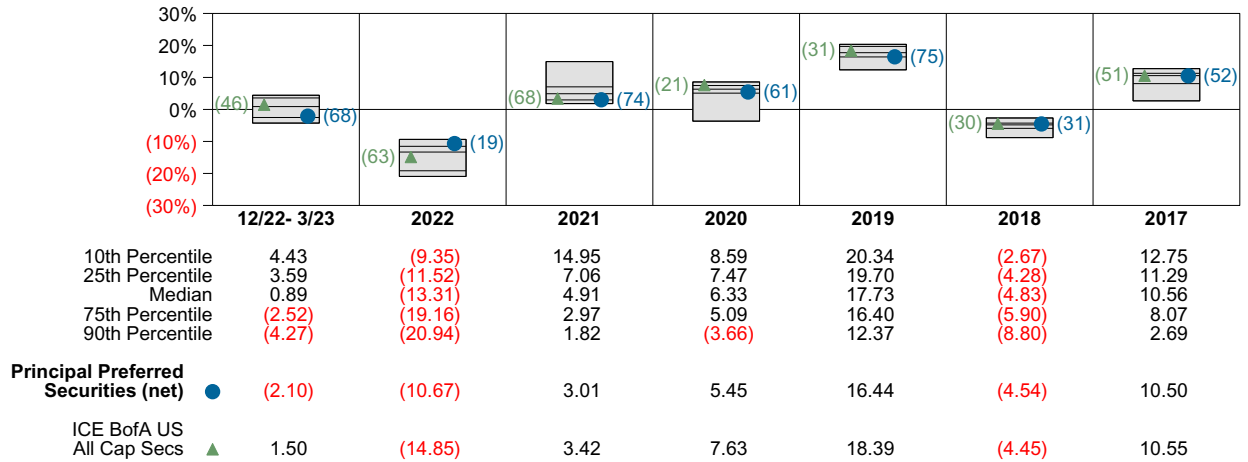 30%
20%
10%
0%
(10%)
(20%)
(30%)
(46) (68)
(63) (19)
(68) (74)
(21) (61)
(31) (75)
(30) (31)
(51) (52)
12/22- 3/23 2022 2021 2020 2019 2018 2017
10th Percentile 4.43 (9.35) 14.95 8.59 20.34 (2.67) 12.75
25th Percentile 3.59 (11.52) 7.06 7.47 19.70 (4.28) 11.29
Median 0.89 (13.31) 4.91 6.33 17.73 (4.83) 10.56
75th Percentile (2.52) (19.16) 2.97 5.09 16.40 (5.90) 8.07
90th Percentile (4.27) (20.94) 1.82 (3.66) 12.37 (8.80) 2.69
Principal Preferred
Securities (net) (2.10) (10.67) 3.01 5.45 16.44 (4.54) 10.50
ICE BofA US
All Cap Secs 1.50 (14.85) 3.42 7.63 18.39 (4.45) 10.55